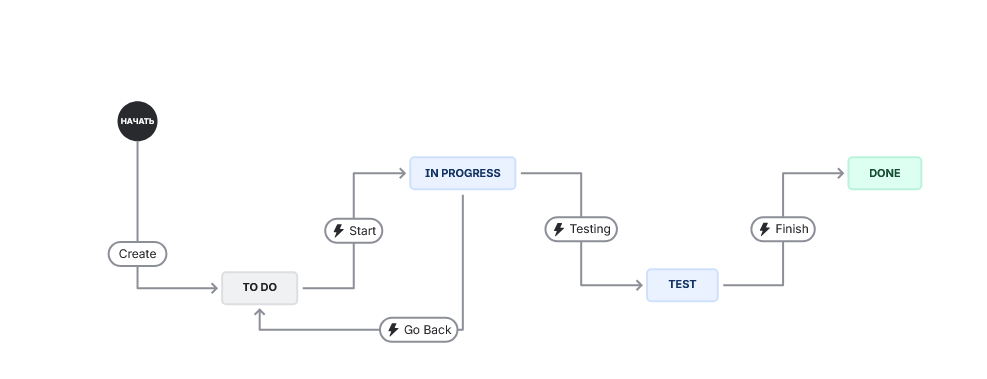 НАЧАТЬ
Create
TO DO
Start
IN PROGRESS
Go Back
Testing
TEST
Finish
DONE